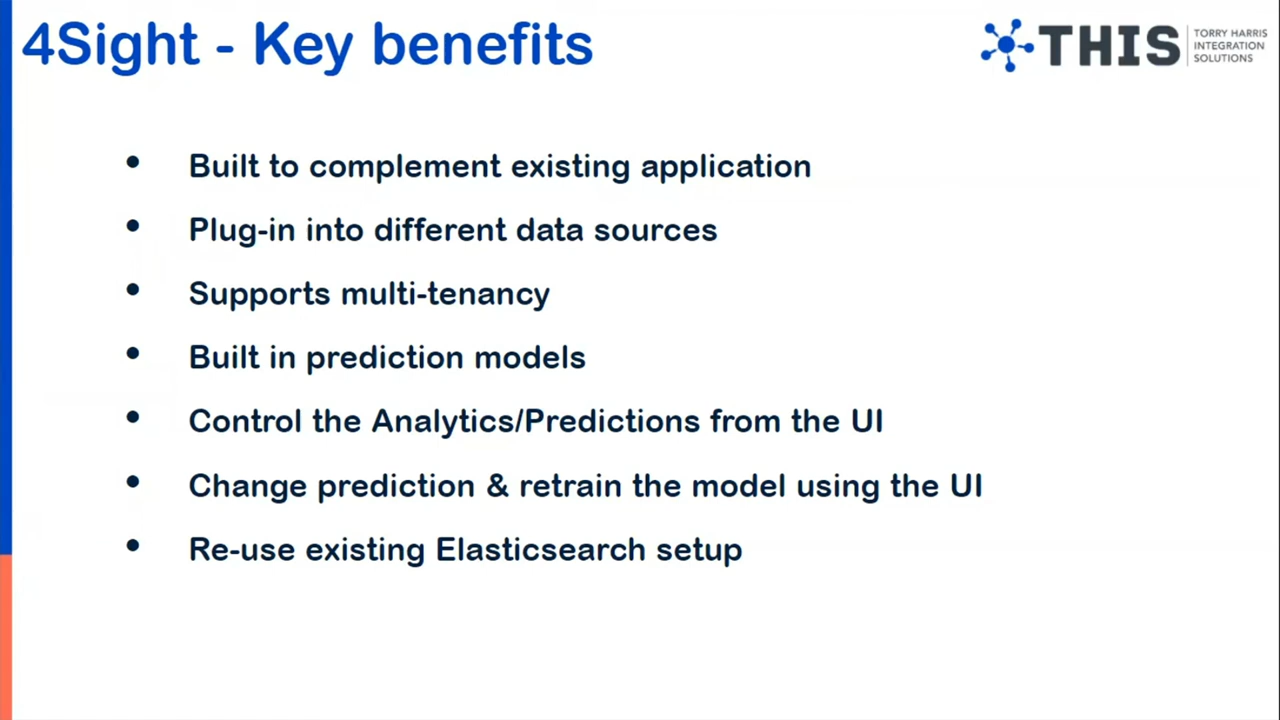 4Sight - Key benefits
THIS
TORRY HARRIS
INTEGRATION
SOLUTIONS
• Built to complement existing application
• Plug-in into different data sources
• Supports multi-tenancy
• Built in prediction models
• Control the Analytics/Predictions from the UI
• Change prediction & retrain the model using the UI
• Re-use existing Elasticsearch setup